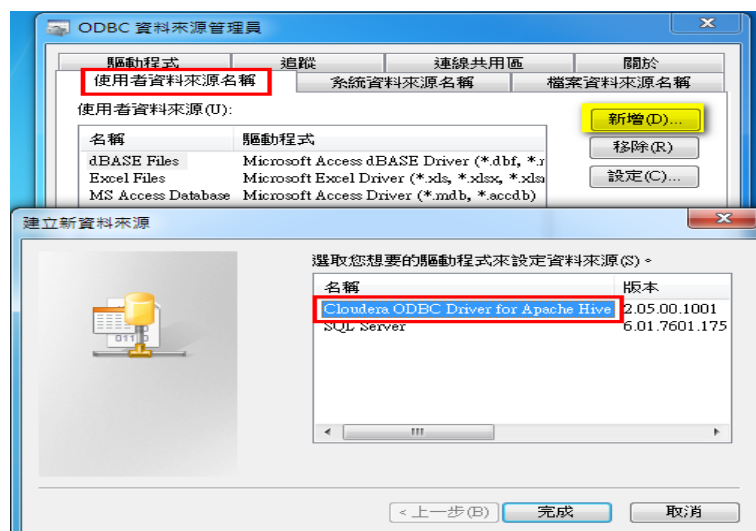 ODBC 資料來源管理員
驅動程式 追蹤 連線共用區 關於
使用者資料來源名稱 系統資料來源名稱 檔案資料來源名稱
使用者資料來源(U):
新增(D)...
名稱 驅動程式
移除(R)
dBASE Files Microsoft Access dBASE Driver (*.dbf, *.
Excel Files Microsoft Excel Driver (*.xls, *.xlsx, *.xls
設定(C)...
MS Access Database Microsoft Access Driver (*.mdb, *.accdb)
建立新資料來源
選取您想要的驅動程式來設定資料來源(S)。
名稱 版本
Cloudera ODBC Driver for Apache Hive 2.05.00.1001
SQL Server 6.01.7601.175
011
< 上一步(B) 完成 取消